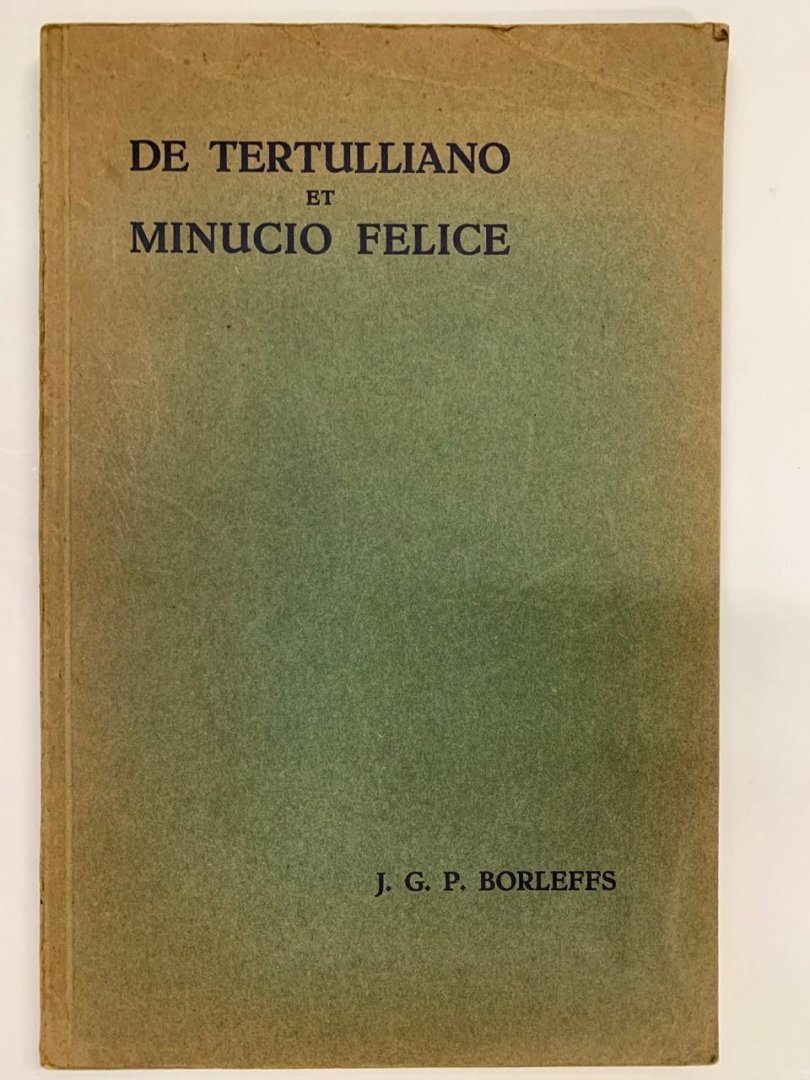 DE TERTULLIANO
ET
MINUCIO FELICE
J. G. P. BORLEFFS